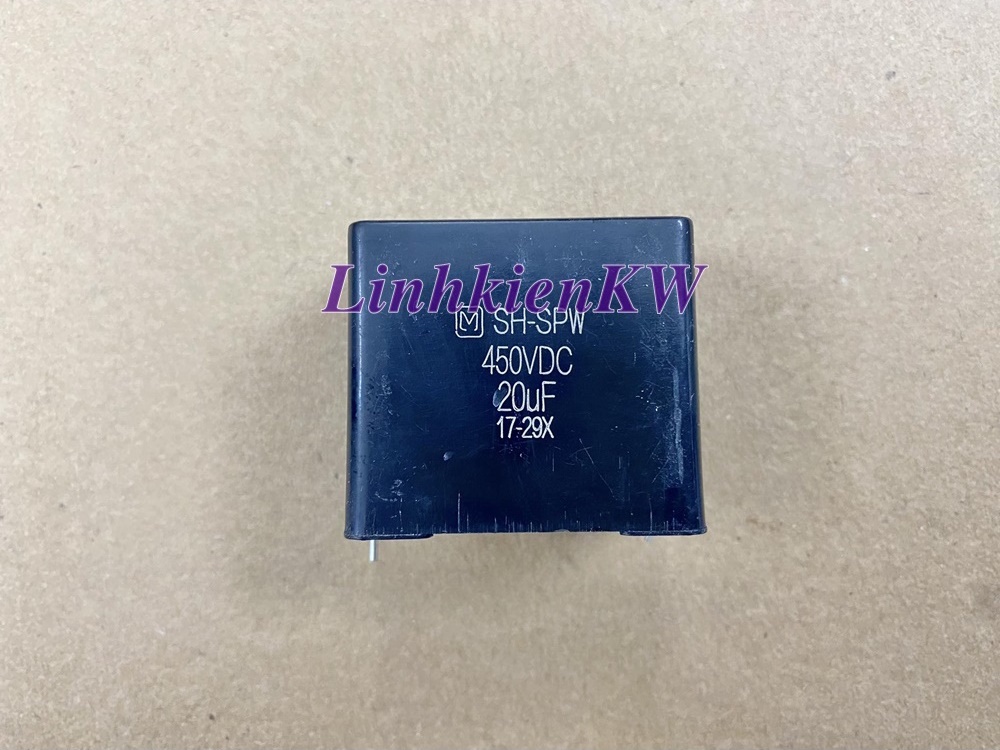 LinhkienKW
M SH-SPW
450VDC
20uF
17-29X